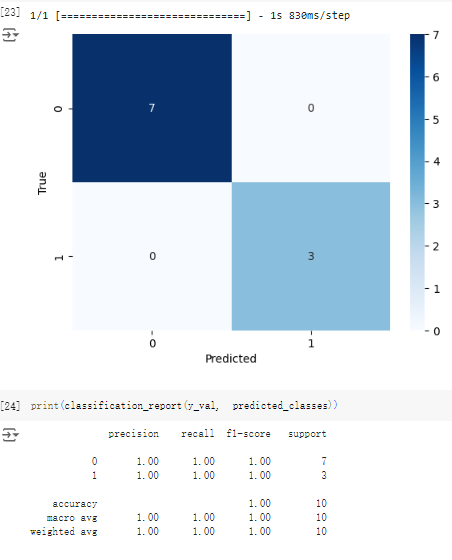 [23] 1/1 [==============================] - 1s 830ms/step
7
0
0
3
0
1
True
0 1
Predicted
7
6
5
4
3
2
1
0
[24] print(classification_report(y_val, predicted_classes))
precision recall f1-score support
0 1.00 1.00 1.00 7
1 1.00 1.00 1.00 3
accuracy 1.00 10
macro avg 1.00 1.00 1.00 10
weighted avg 1.00 1.00 1.00 10